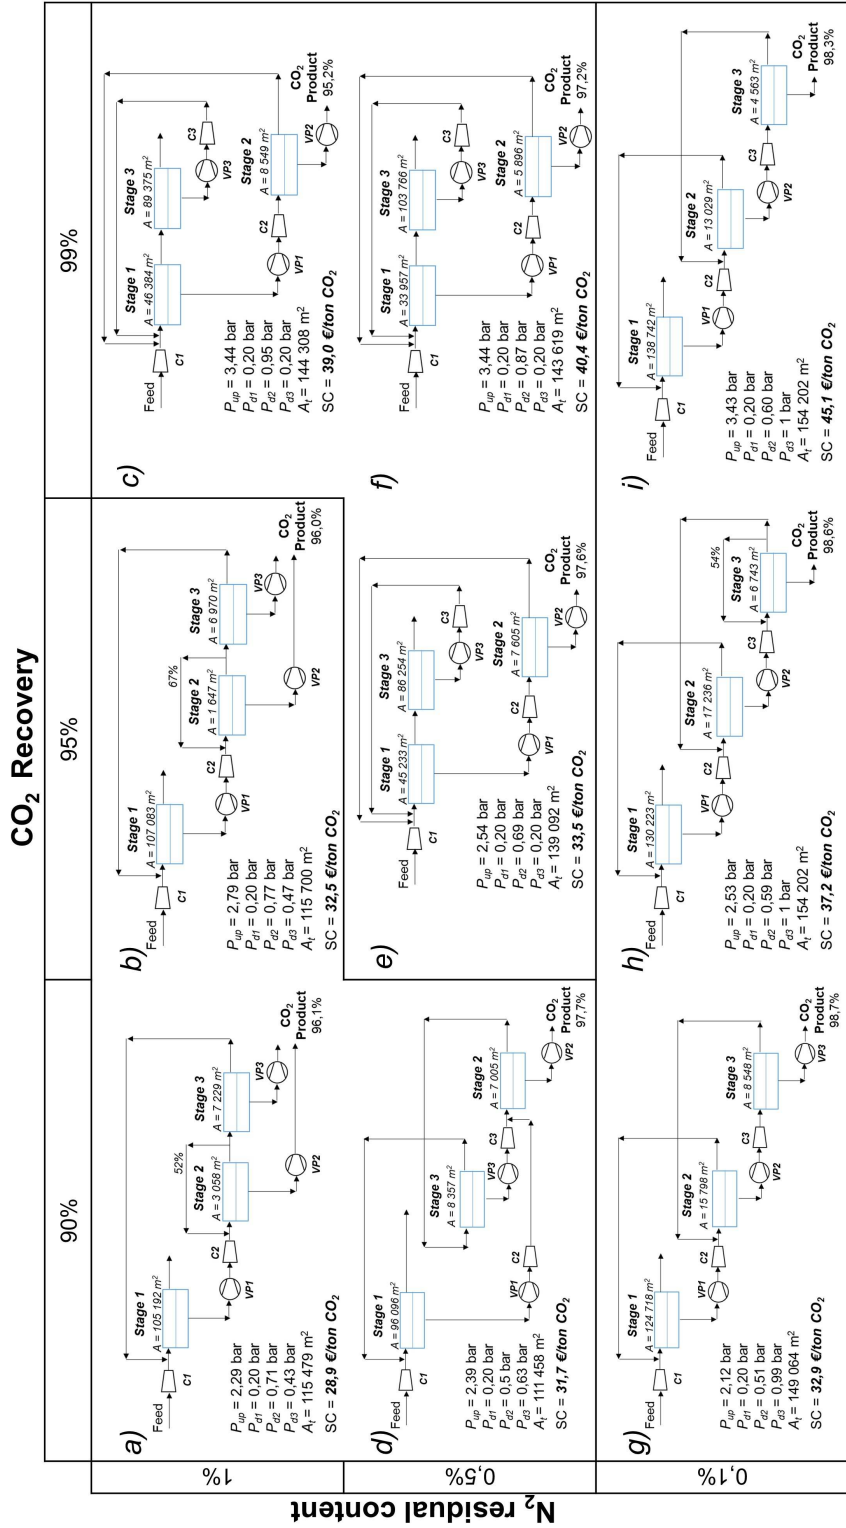 CO2 Recovery
90%
95%
99%
N2 residual content
1%
0,5%
0,1%
a)
Feed
C1
Stage 1
A = 105 192 m²
VP1
C2
52%
Stage 2
A = 3 058 m²
Stage 3
A = 7 229 m²
VP2
VP3
CO2
Product
96,1%
Pup = 2,29 bar
Pd1 = 0,20 bar
Pd2 = 0,71 bar
Pd3 = 0,43 bar
At = 115 479 m²
SC = 28,9 €/ton CO2
b)
Feed
C1
Stage 1
A = 107 083 m²
VP1
C2
67%
Stage 2
A = 1 647 m²
Stage 3
A = 6 970 m²
VP2
VP3
CO2
Product
96,0%
Pup = 2,79 bar
Pd1 = 0,20 bar
Pd2 = 0,77 bar
Pd3 = 0,47 bar
At = 115 700 m²
SC = 32,5 €/ton CO2
c)
Feed
C1
Stage 1
A = 46 384 m²
Stage 3
A = 89 375 m²
VP3
C3
VP1
C2
Stage 2
A = 8 549 m²
VP2
CO2
Product
95,2%
Pup = 3,44 bar
Pd1 = 0,20 bar
Pd2 = 0,95 bar
Pd3 = 0,20 bar
At = 144 308 m²
SC = 39,0 €/ton CO2
d)
Feed
C1
Stage 1
A = 96 096 m²
VP1
C2
Stage 3
A = 8 357 m²
VP3
C3
Stage 2
A = 7 005 m²
VP2
CO2
Product
97,7%
Pup = 2,39 bar
Pd1 = 0,20 bar
Pd2 = 0,5 bar
Pd3 = 0,63 bar
At = 111 458 m²
SC = 31,7 €/ton CO2
e)
Feed
C1
Stage 1
A = 45 233 m²
Stage 3
A = 86 254 m²
VP3
C3
VP1
C2
Stage 2
A = 7 605 m²
VP2
CO2
Product
97,6%
Pup = 2,54 bar
Pd1 = 0,20 bar
Pd2 = 0,69 bar
Pd3 = 0,20 bar
At = 139 092 m²
SC = 33,5 €/ton CO2
f)
Feed
C1
Stage 1
A = 33 957 m²
Stage 3
A = 103 766 m²
VP3
C3
VP1
C2
Stage 2
A = 5 896 m²
VP2
CO2
Product
97,2%
Pup = 3,44 bar
Pd1 = 0,20 bar
Pd2 = 0,87 bar
Pd3 = 0,20 bar
At = 143 619 m²
SC = 40,4 €/ton CO2
g)
Feed
C1
Stage 1
A = 124 718 m²
VP1
C2
Stage 2
A = 15 798 m²
VP2
C3
Stage 3
A = 8 548 m²
VP3
CO2
Product
98,7%
Pup = 2,12 bar
Pd1 = 0,20 bar
Pd2 = 0,51 bar
Pd3 = 0,99 bar
At = 149 064 m²
SC = 32,9 €/ton CO2
h)
Feed
C1
Stage 1
A = 130 223 m²
VP1
C2
Stage 2
A = 17 236 m²
VP2
C3
54%
Stage 3
A = 6 743 m²
CO2
Product
98,6%
Pup = 2,53 bar
Pd1 = 0,20 bar
Pd2 = 0,59 bar
Pd3 = 1 bar
At = 154 202 m²
SC = 37,2 €/ton CO2
i)
Feed
C1
Stage 1
A = 138 742 m²
VP1
C2
Stage 2
A = 13 029 m²
VP2
C3
Stage 3
A = 4 563 m²
CO2
Product
98,3%
Pup = 3,43 bar
Pd1 = 0,20 bar
Pd2 = 0,60 bar
Pd3 = 1 bar
At = 154 202 m²
SC = 45,1 €/ton CO2